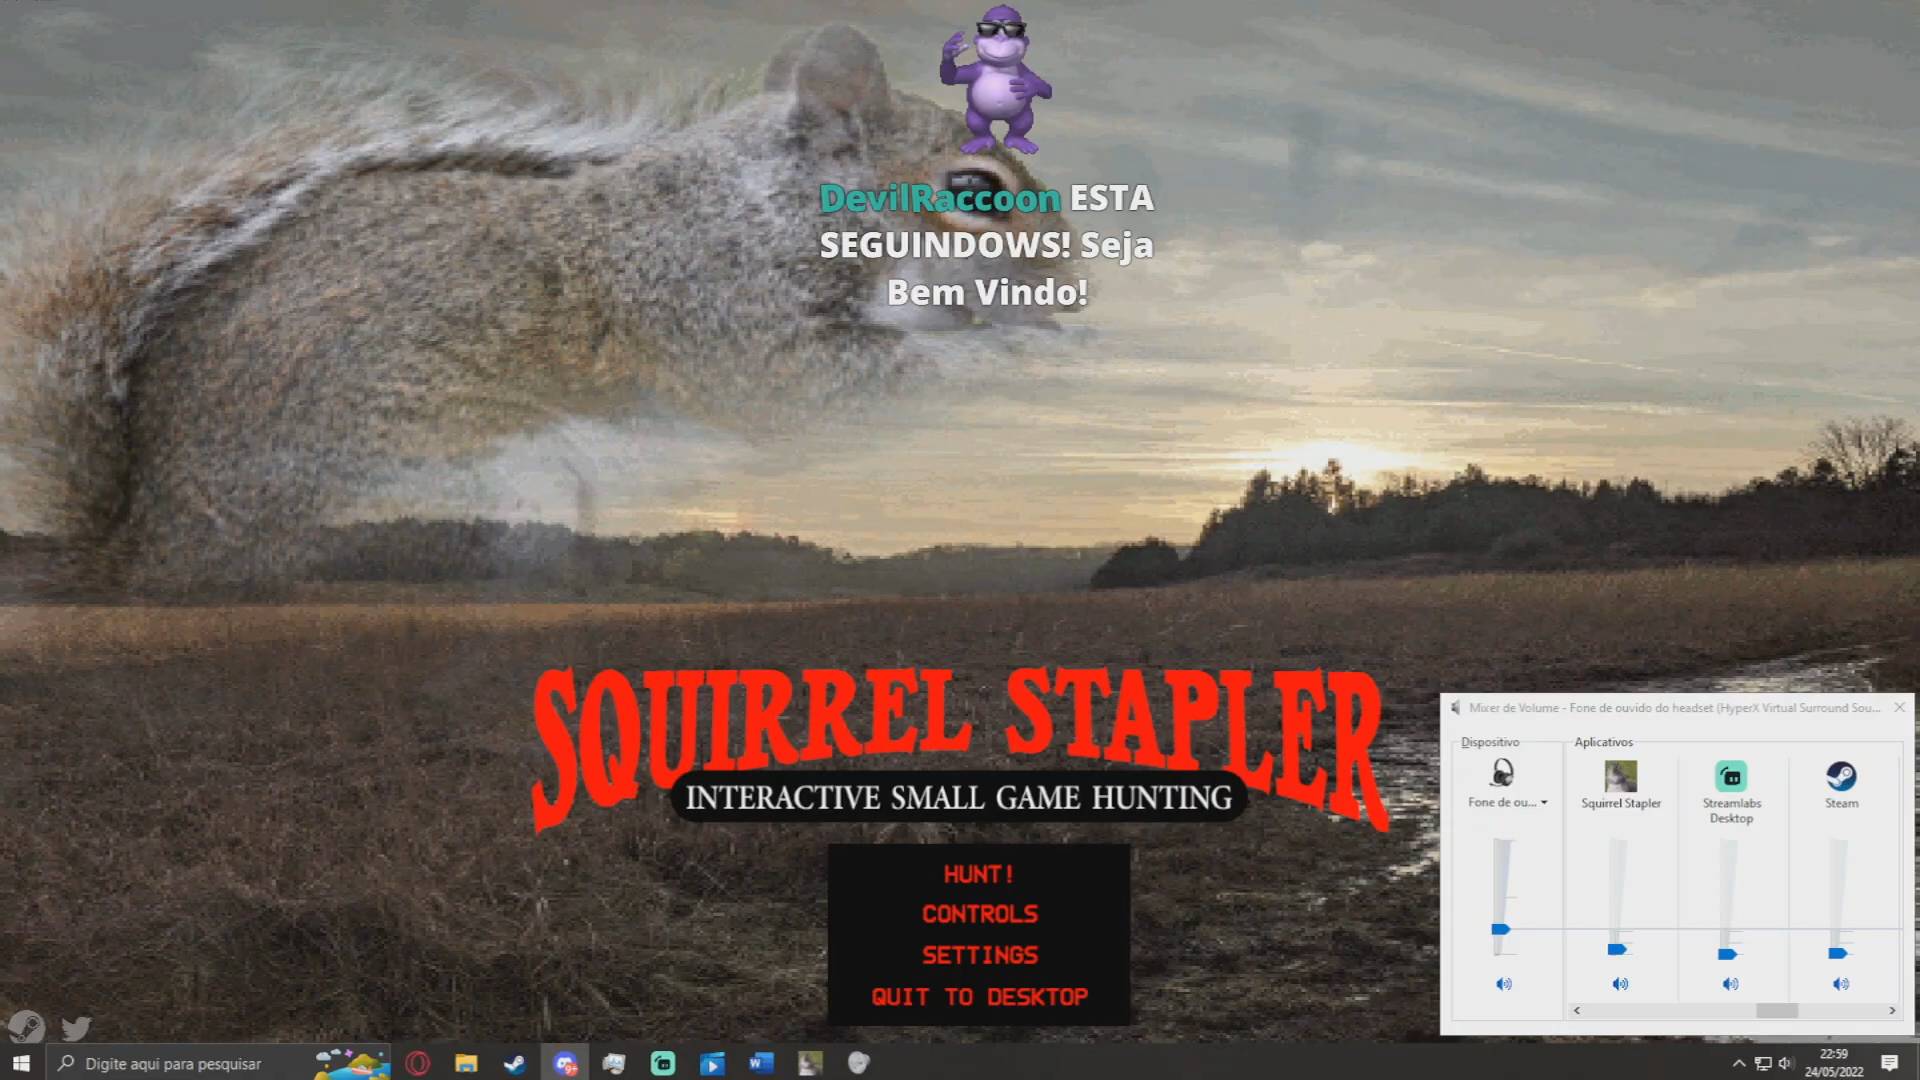 DevilRaccoon ESTA
SEGUINDOWS! Seja
Bem Vindo!
SQUIRREL STAPLER
INTERACTIVE SMALL GAME HUNTING
HUNT!
CONTROLS
SETTINGS
QUIT TO DESKTOP
Mixer de Volume - Fone de ouvido do headset (HyperX Virtual Surround Sou...
Dispositivo
Aplicativos
Fone de ou...
Squirrel Stapler
Streamlabs
Desktop
Steam
Digite aqui para pesquisar
9+
W
22:59
24/05/2022